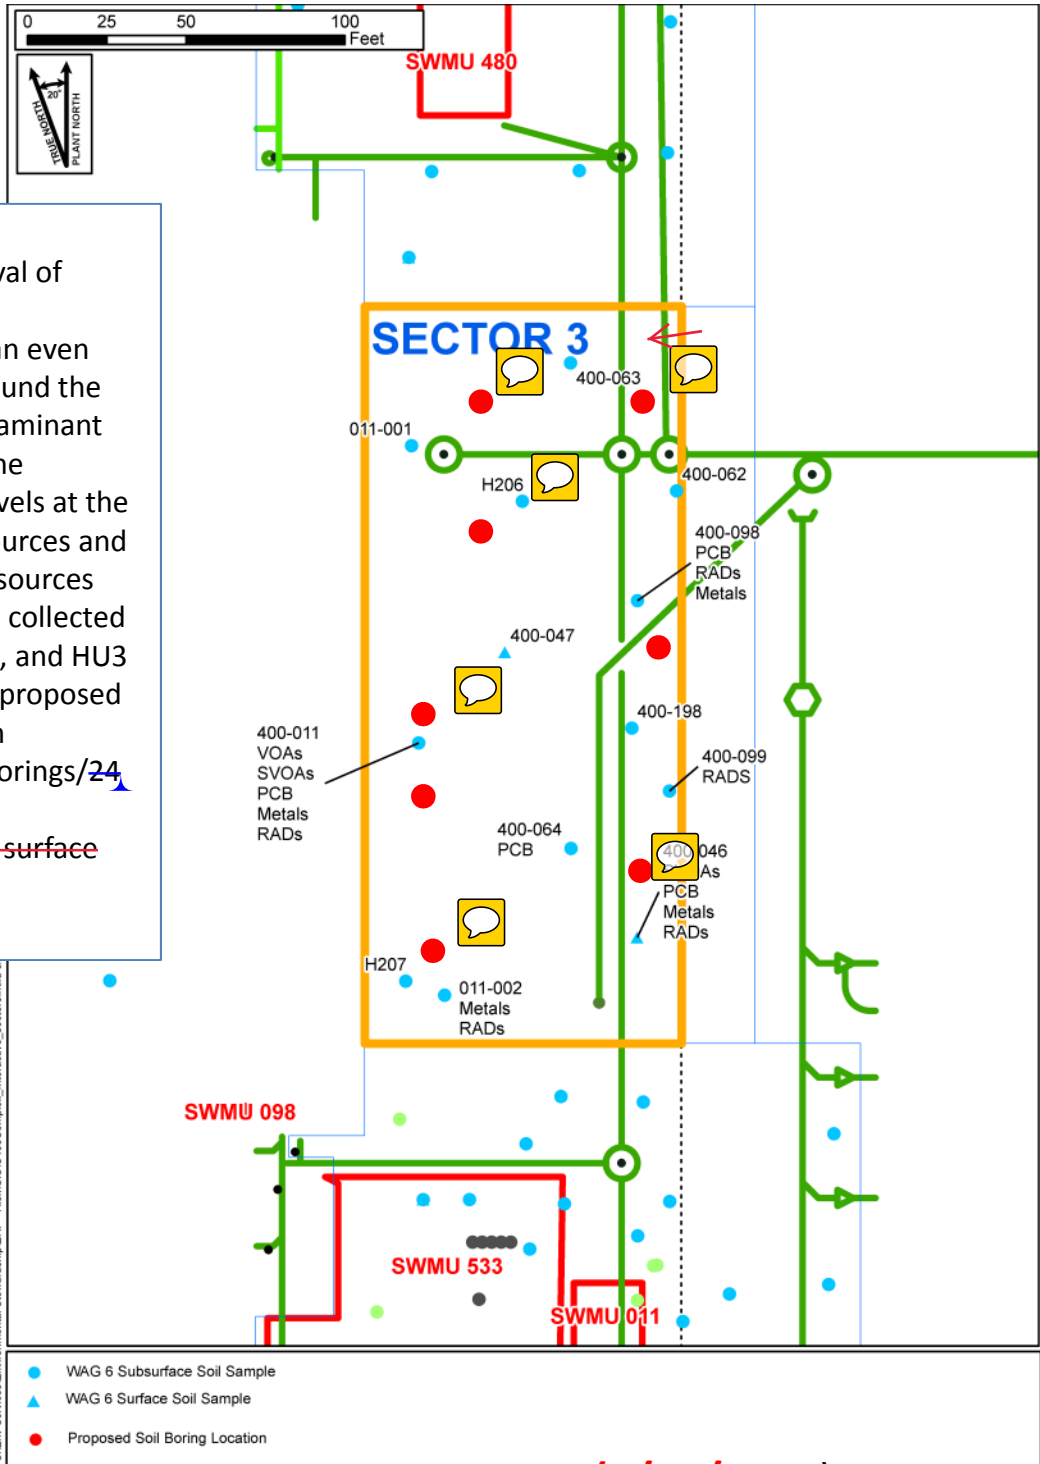 0 25 50 100
Feet
20°
TRUE NORTH
PLANT NORTH
SWMU 480
val of
an even
und the
aminant
ne
vels at the
urces and
sources
collected
, and HU3
proposed
n
orings/24
surface
SECTOR 3
400-063
011-001
H206
400-062
400-098
PCB
RADs
Metals
400-047
400-198
400-011
VOAs
SVOAs
PCB
Metals
RADs
400-099
RADS
400-064
PCB
400-046
As
PCB
Metals
RADs
H207
011-002
Metals
RADs
SWMU 098
SWMU 533
SWMU 011
WAG 6 Subsurface Soil Sample
WAG 6 Surface Soil Sample
Proposed Soil Boring Location